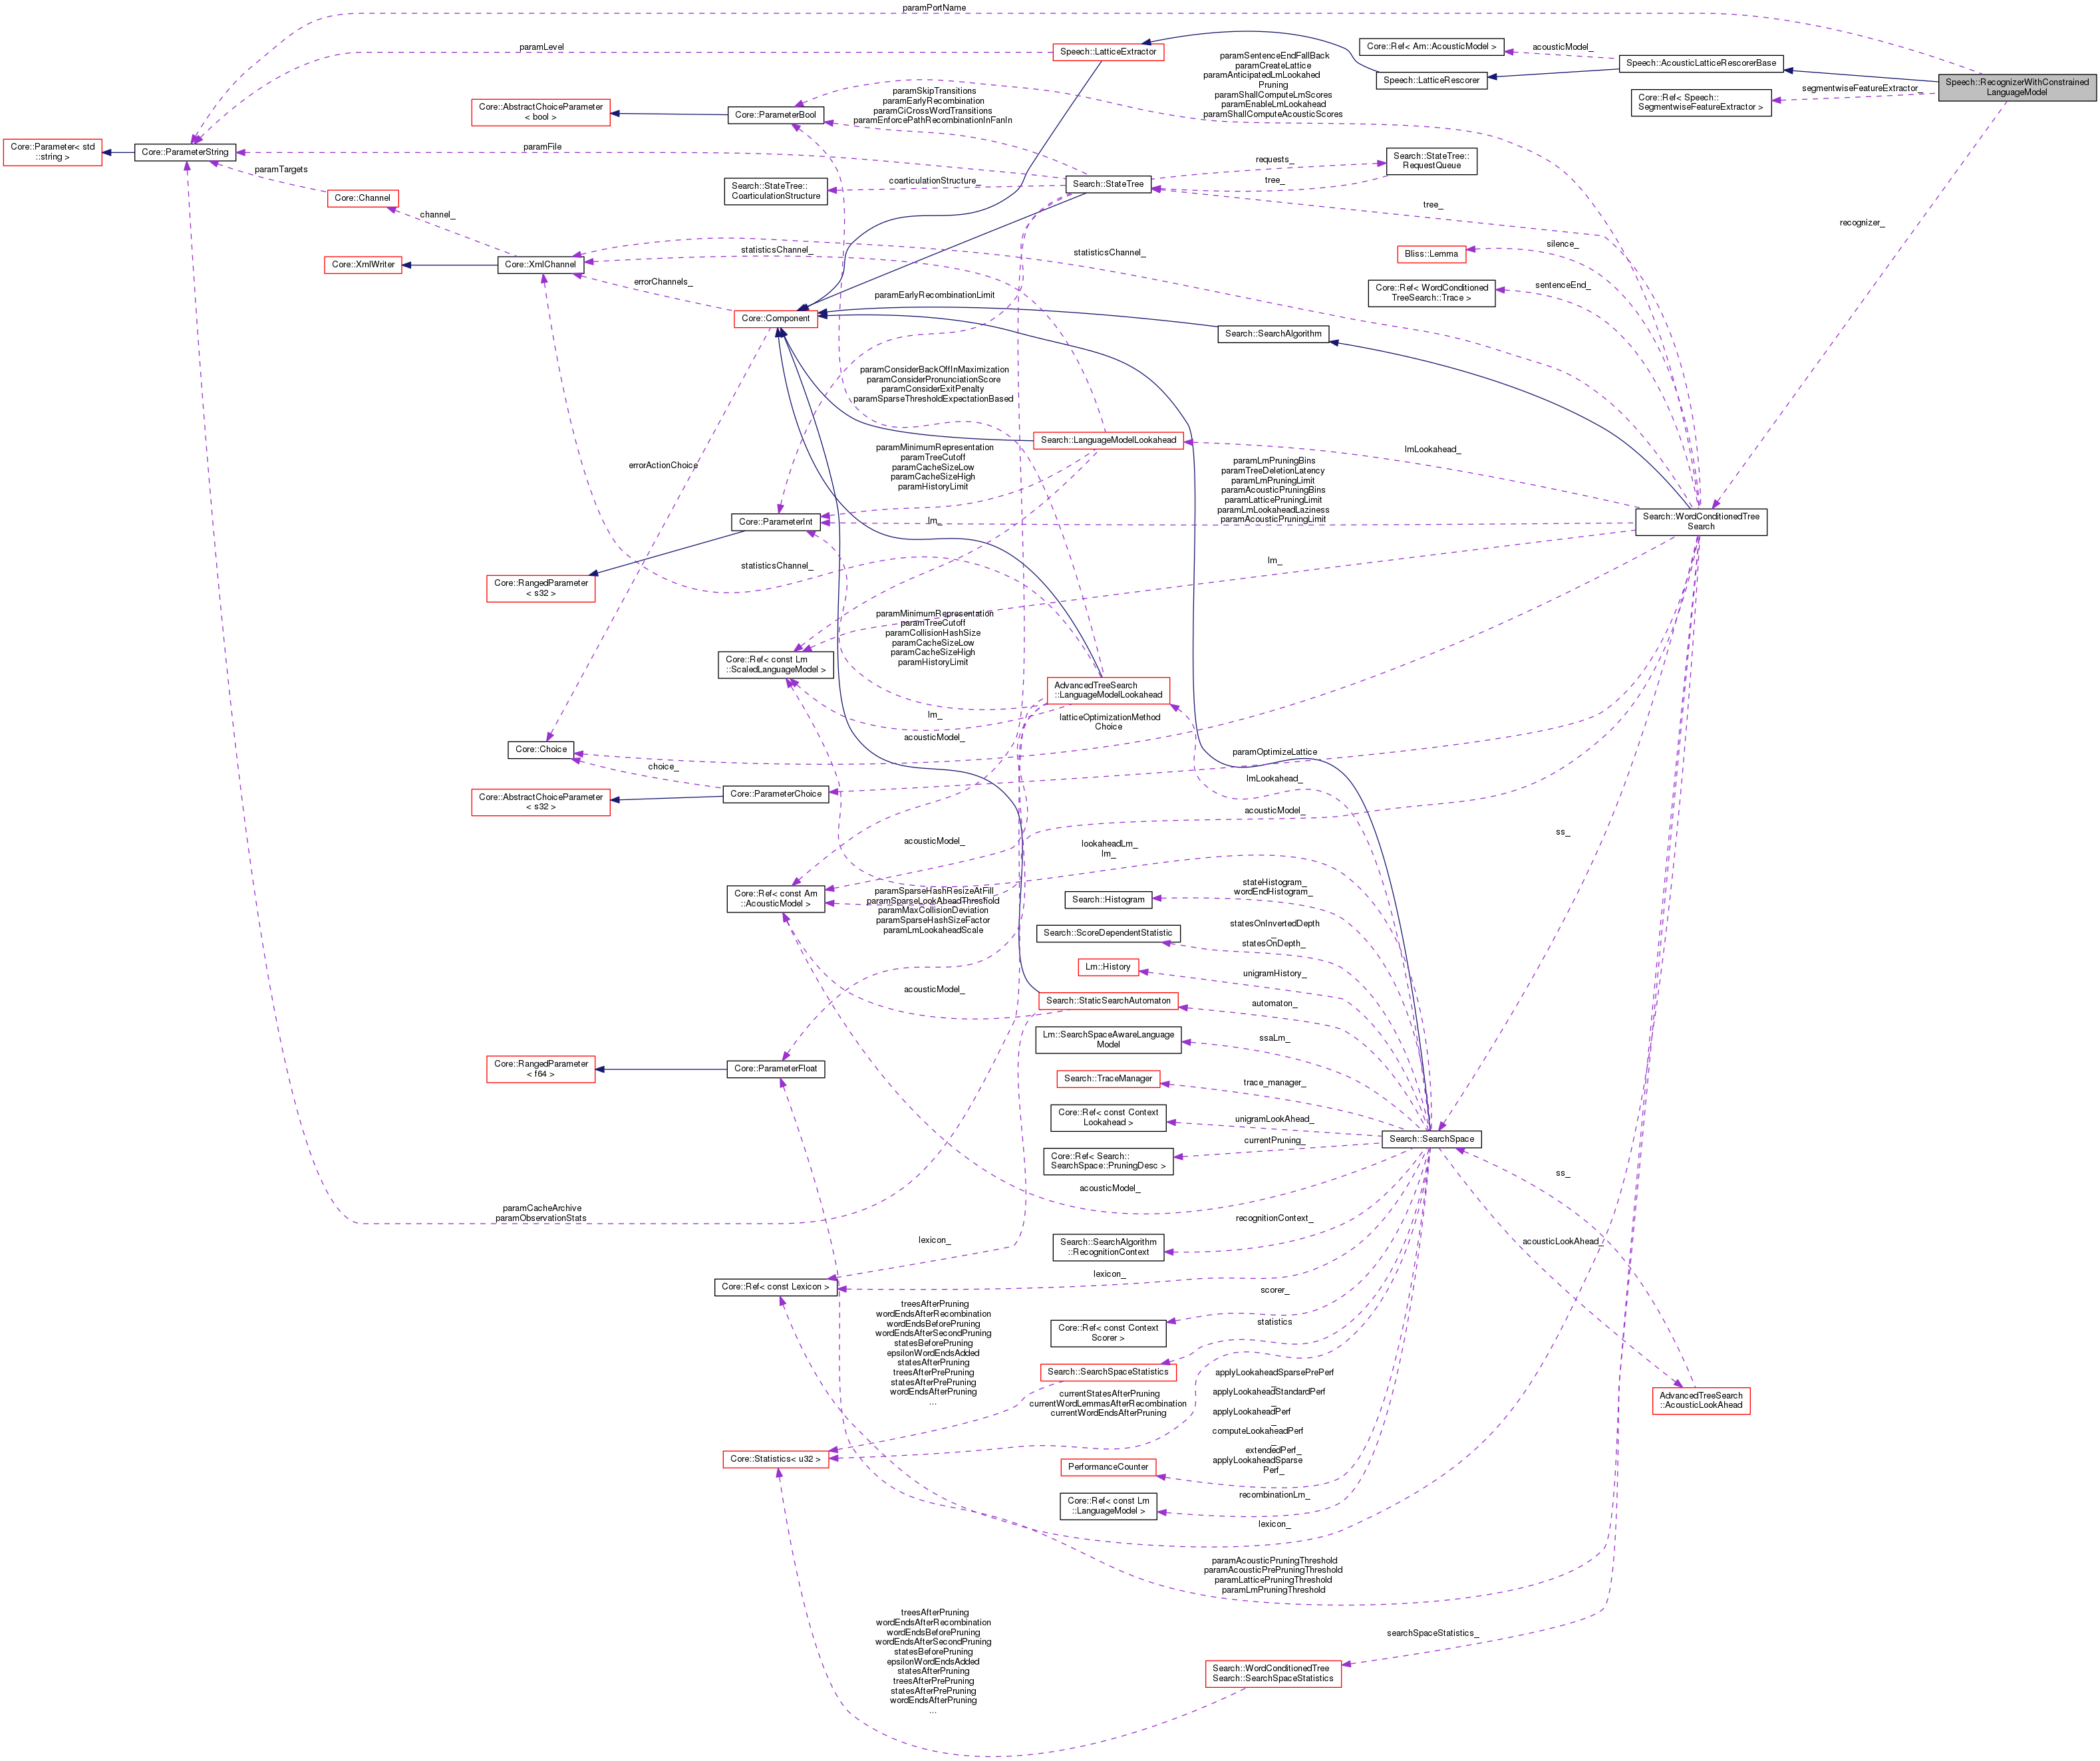 paramPortName
paramLevel
Speech::LatticeExtractor
paramSentenceEndFallBack
paramCreateLattice
paramAnticipatedLmLookahed
Pruning
paramShallComputeLmScores
paramEnableLmLookahead
paramShallComputeAcousticScores
Core::Ref< Am::AcousticModel >
acousticModel_
Speech::AcousticLatticeRescorerBase
Speech::LatticeRescorer
Speech::RecognizerWithConstrained
LanguageModel
segmentwiseFeatureExtractor_
Core::Ref< Speech::
SegmentwiseFeatureExtractor >
paramSkipTransitions
paramEarlyRecombination
paramCiCrossWordTransitions
paramEnforcePathRecombinationInFanIn
Core::AbstractChoiceParameter
< bool >
Core::ParameterBool
Core::Parameter< std
::string >
Core::ParameterString
paramFile
paramTargets
Core::Channel
Search::StateTree::
CoarticulationStructure
coarticulationStructure_
Search::StateTree
requests_
tree_
Search::StateTree::
RequestQueue
tree_
recognizer_
channel_
statisticsChannel_
statisticsChannel_
silence_
Bliss::Lemma
Core::XmlWriter
Core::XmlChannel
errorChannels_
sentenceEnd_
Core::Ref< WordConditioned
TreeSearch::Trace >
paramEarlyRecombinationLimit
Core::Component
Search::SearchAlgorithm
paramConsiderBackOffInMaximization
paramConsiderPronunciationScore
paramConsiderExitPenalty
paramSparseThresholdExpectationBased
Search::LanguageModelLookahead
lmLookahead_
errorActionChoice
paramMinimumRepresentation
paramTreeCutoff
paramCacheSizeLow
paramCacheSizeHigh
paramHistoryLimit
paramLmPruningBins
paramTreeDeletionLatency
paramLmPruningLimit
paramAcousticPruningBins
paramLatticePruningLimit
paramLmLookaheadLaziness
paramAcousticPruningLimit
Core::ParameterInt
lm_
Search::WordConditionedTree
Search
statisticsChannel_
lm_
Core::RangedParameter
< s32 >
paramMinimumRepresentation
paramTreeCutoff
paramCollisionHashSize
paramCacheSizeLow
paramCacheSizeHigh
paramHistoryLimit
Core::Ref< const Lm
::ScaledLanguageModel >
AdvancedTreeSearch
::LanguageModelLookahead
lm_
latticeOptimizationMethod
Choice
acousticModel_
Core::Choice
choice_
paramOptimizeLattice
lmLookahead_
Core::AbstractChoiceParameter
< s32 >
Core::ParameterChoice
acousticModel_
acousticModel_
lookaheadLm_
lm_
ss_
Core::Ref< const Am
::AcousticModel >
paramSparseHashResizeAtFill
paramSparseLookAheadThreshold
paramMaxCollisionDeviation
paramSparseHashSizeFactor
paramLmLookaheadScale
Search::Histogram
stateHistogram_
wordEndHistogram_
Search::ScoreDependentStatistic
statesOnInvertedDepth
_
statesOnDepth_
Lm::History
unigramHistory_
acousticModel_
Search::StaticSearchAutomaton
automaton_
Lm::SearchSpaceAwareLanguage
Model
ssaLm_
Core::RangedParameter
< f64 >
Core::ParameterFloat
Search::TraceManager
trace_manager_
Core::Ref< const Context
Lookahead >
unigramLookAhead_
Search::SearchSpace
Core::Ref< Search::
SearchSpace::PruningDesc >
currentPruning_
ss_
acousticModel_
paramCacheArchive
paramObservationStats
recognitionContext_
lexicon_
Search::SearchAlgorithm
::RecognitionContext
acousticLookAhead_
Core::Ref< const Lexicon >
lexicon_
scorer_
treesAfterPruning
wordEndsAfterRecombination
wordEndsBeforePruning
wordEndsAfterSecondPruning
statesBeforePruning
epsilonWordEndsAdded
statesAfterPruning
treesAfterPrePruning
statesAfterPrePruning
wordEndsAfterPruning
...
Core::Ref< const Context
Scorer >
statistics
Search::SearchSpaceStatistics
currentStatesAfterPruning
currentWordLemmasAfterRecombination
currentWordEndsAfterPruning
applyLookaheadSparsePrePerf
_
applyLookaheadStandardPerf
_
applyLookaheadPerf
_
computeLookaheadPerf
_
extendedPerf_
applyLookaheadSparse
Perf_
AdvancedTreeSearch
::AcousticLookAhead
Core::Statistics< u32 >
PerformanceCounter
Core::Ref< const Lm
::LanguageModel >
recombinationLm_
lexicon_
paramAcousticPruningThreshold
paramAcousticPrePruningThreshold
paramLatticePruningThreshold
paramLmPruningThreshold
treesAfterPruning
wordEndsAfterRecombination
wordEndsBeforePruning
wordEndsAfterSecondPruning
statesBeforePruning
epsilonWordEndsAdded
statesAfterPruning
treesAfterPrePruning
statesAfterPrePruning
wordEndsAfterPruning
...
searchSpaceStatistics_
Search::WordConditionedTree
Search::SearchSpaceStatistics